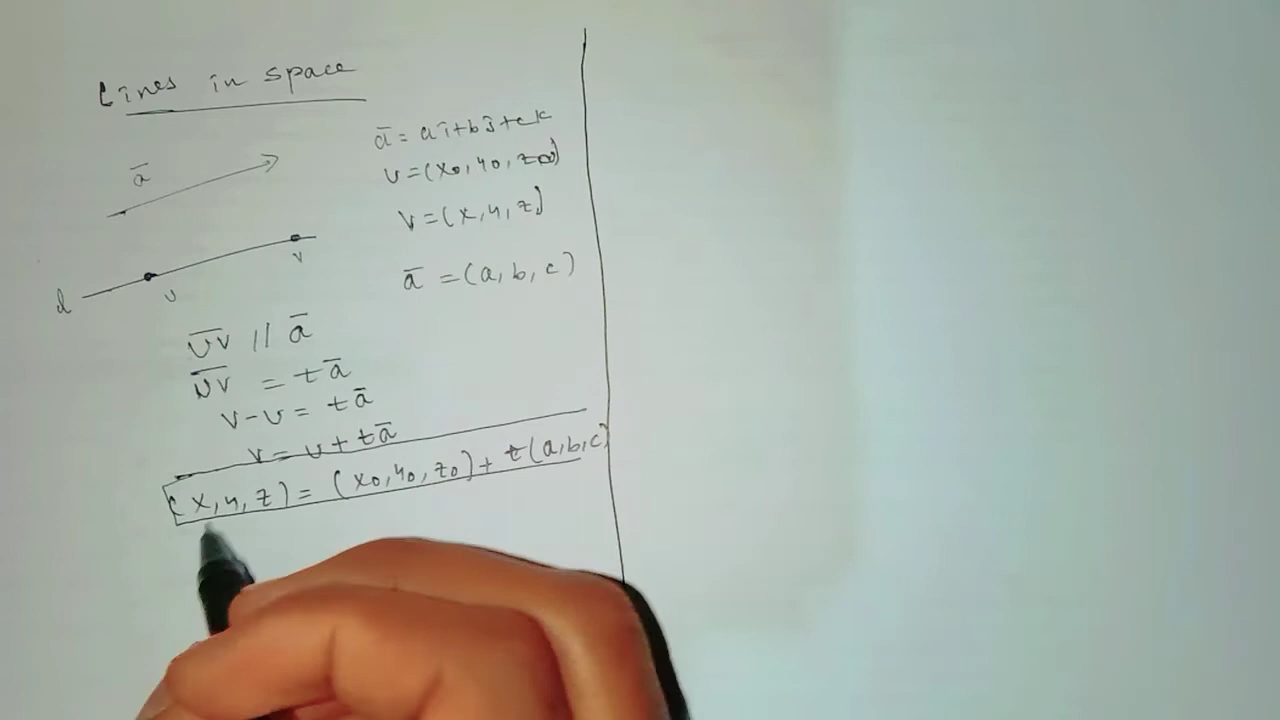 Lines in space
ā
ā = ai+bj+ck
u=(x0,y0,z0)
v=(x,y,z)
ā =(a,b,c)
l
u
v
uv // ā
uv = tā
v-u = tā
v=u+tā
(x,y,z)=(x0,y0,z0)+t(a,b,c)